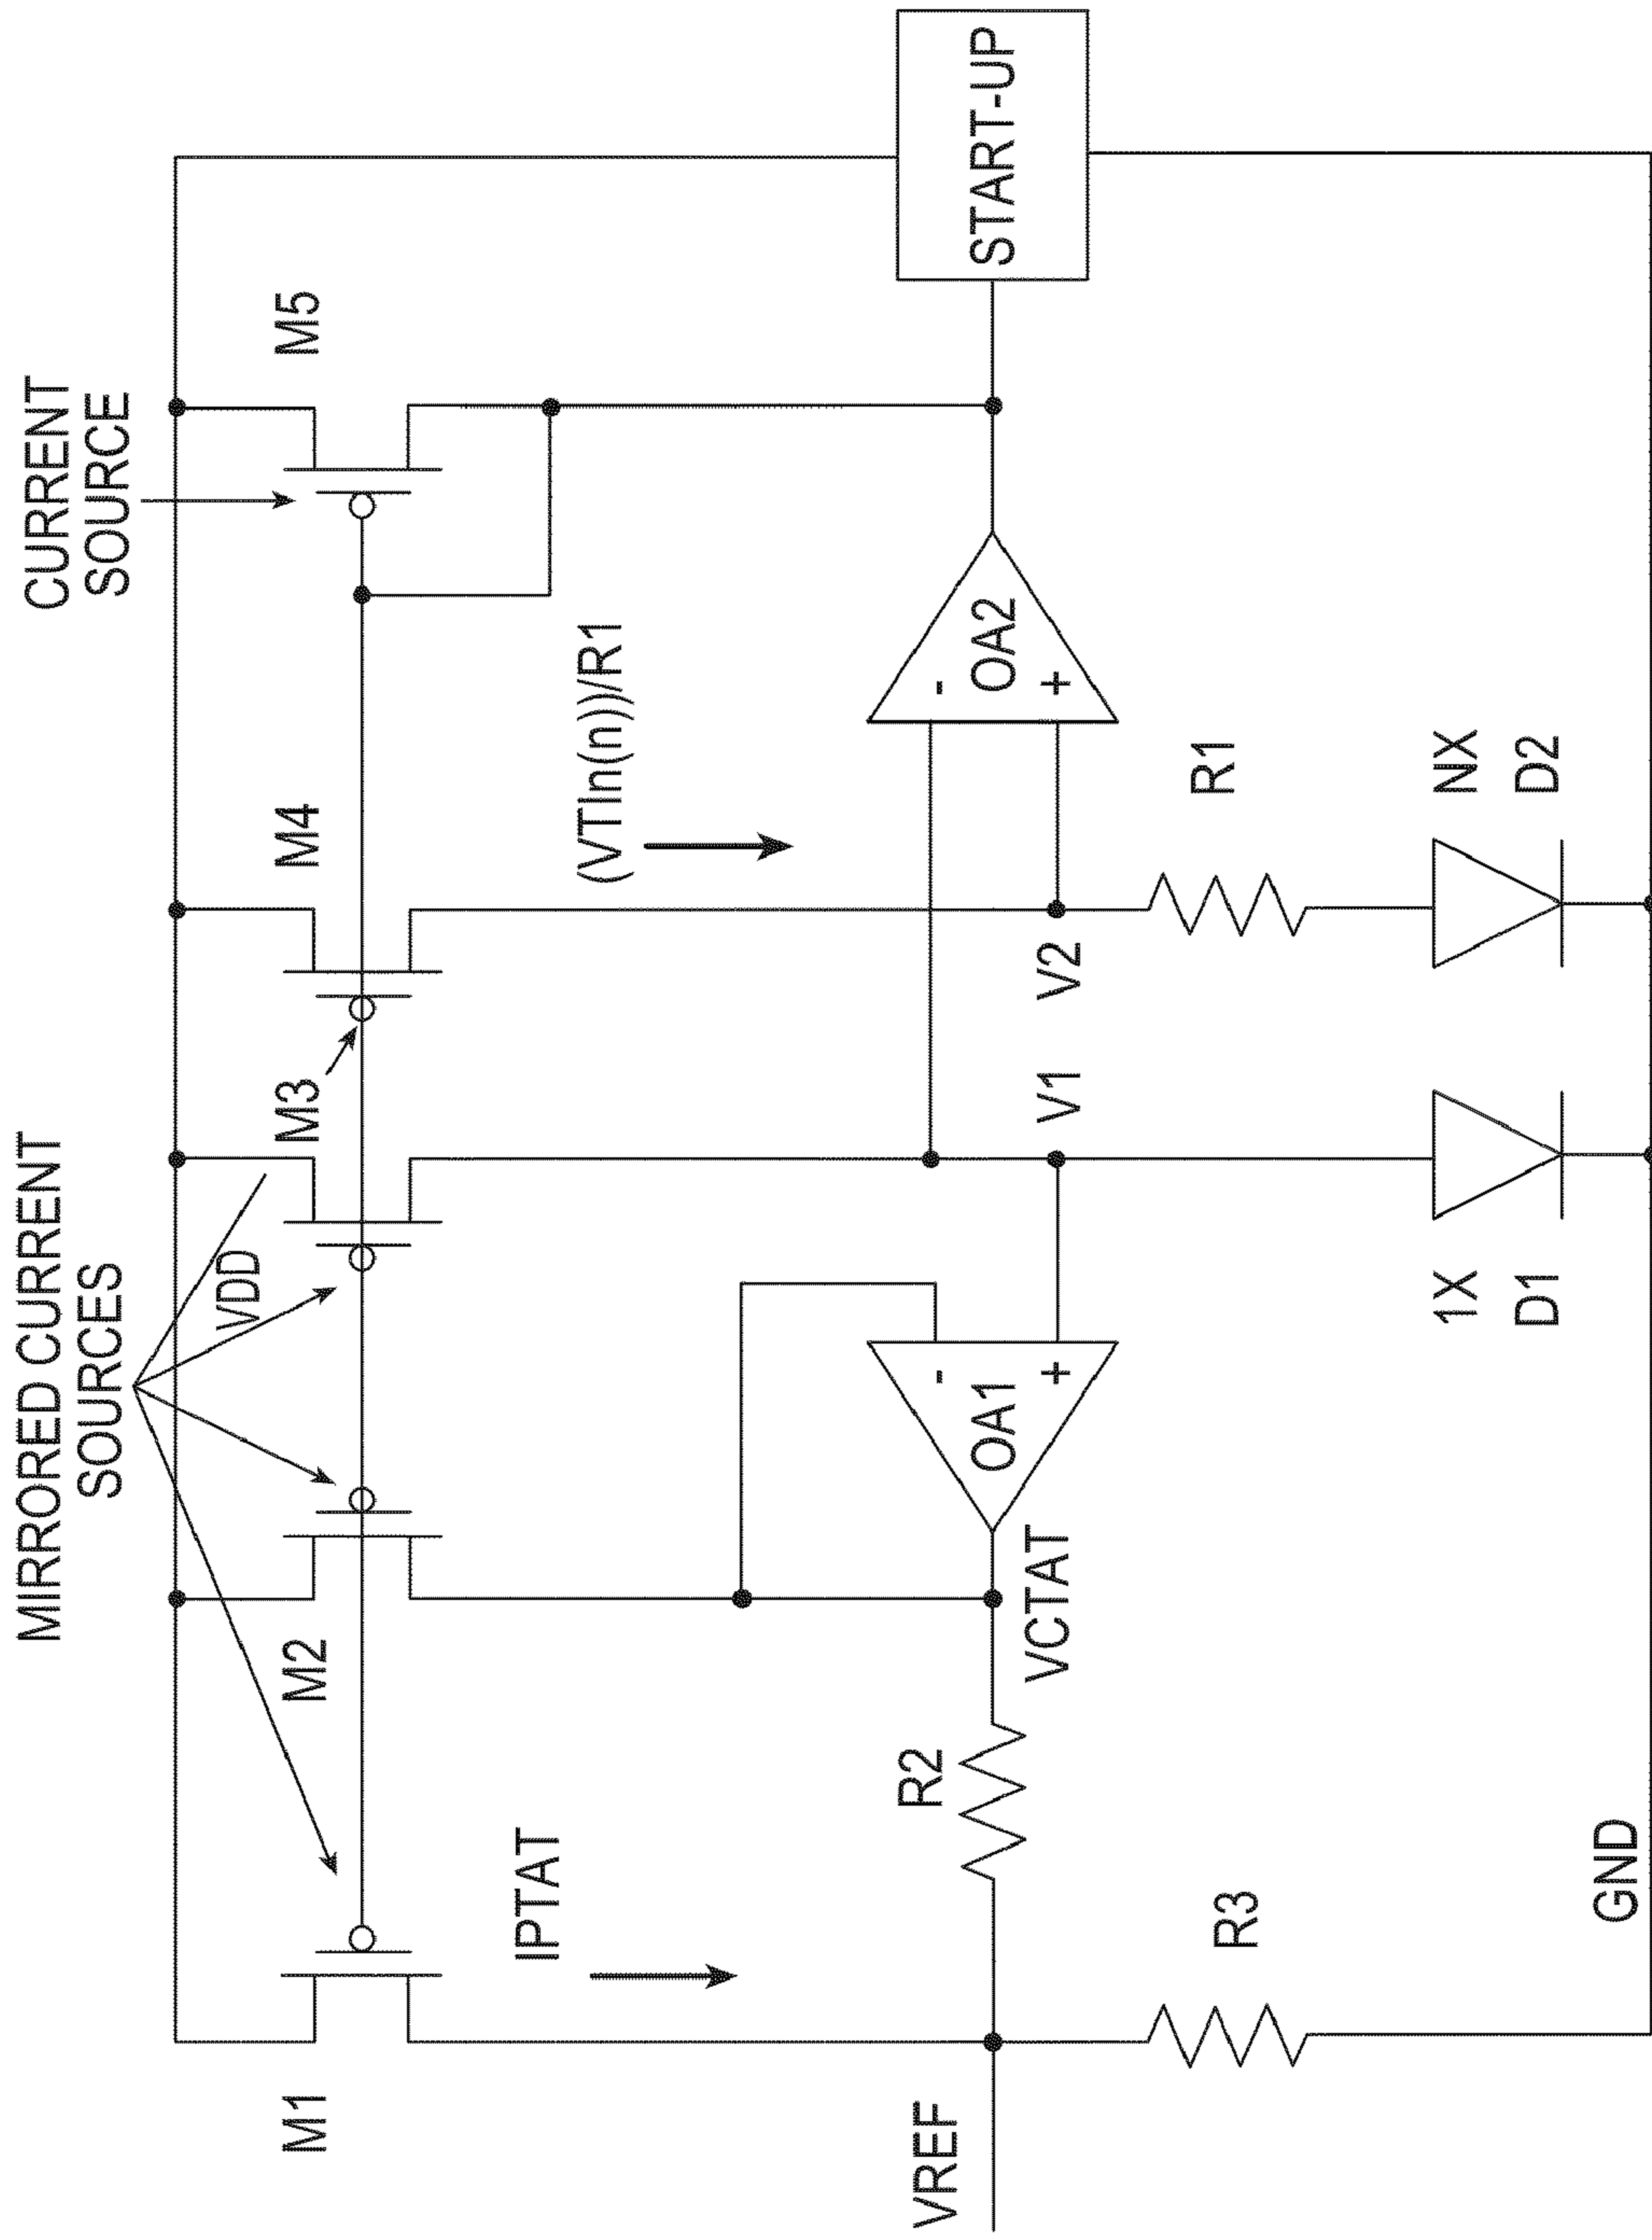 MIRRORED CURRENT
SOURCES
CURRENT
SOURCE
VDD
M1
M2
M3
M4
M5
IPTAT
(VTln(n))/R1
VREF
R2
VCTAT
OA1
-
+
V1
V2
OA2
-
+
START-UP
R3
R1
1X
D1
NX
D2
GND